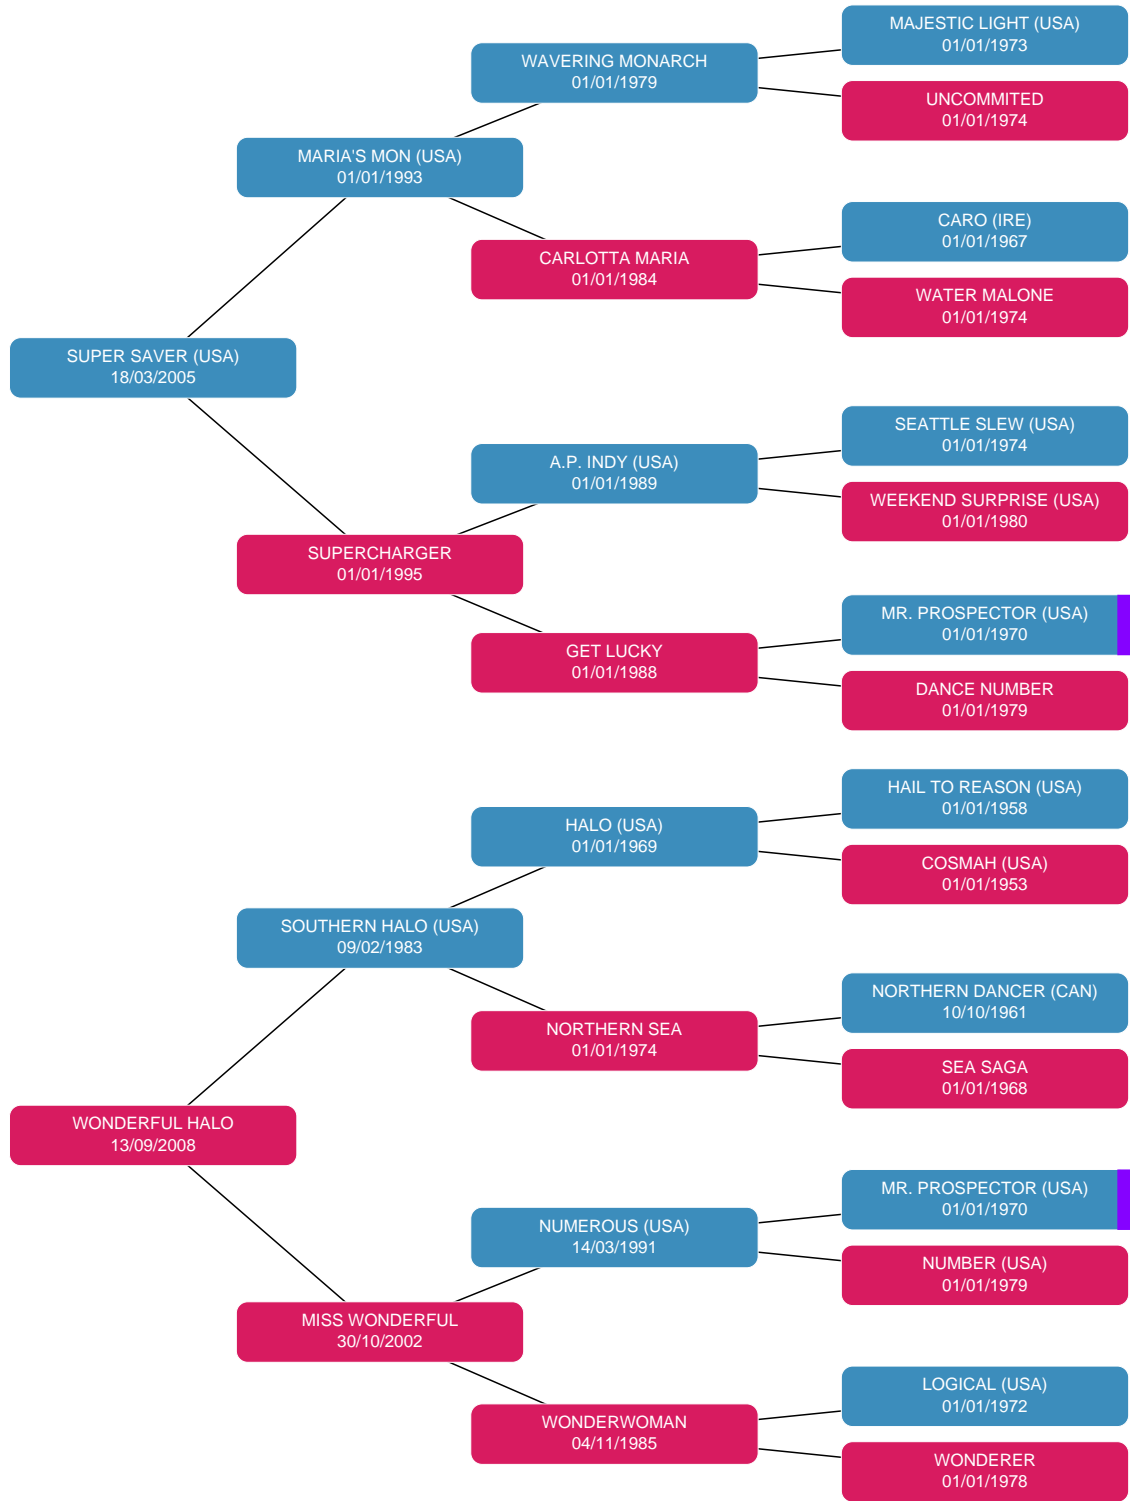 MAJESTIC LIGHT (USA)
01/01/1973
WAVERING MONARCH
01/01/1979
UNCOMMITED
01/01/1974
MARIA'S MON (USA)
01/01/1993
CARO (IRE)
01/01/1967
CARLOTTA MARIA
01/01/1984
WATER MALONE
01/01/1974
SUPER SAVER (USA)
18/03/2005
SEATTLE SLEW (USA)
01/01/1974
A.P. INDY (USA)
01/01/1989
WEEKEND SURPRISE (USA)
01/01/1980
SUPERCHARGER
01/01/1995
MR. PROSPECTOR (USA)
01/01/1970
GET LUCKY
01/01/1988
DANCE NUMBER
01/01/1979
HAIL TO REASON (USA)
01/01/1958
HALO (USA)
01/01/1969
COSMAH (USA)
01/01/1953
SOUTHERN HALO (USA)
09/02/1983
NORTHERN DANCER (CAN)
10/10/1961
NORTHERN SEA
01/01/1974
SEA SAGA
01/01/1968
WONDERFUL HALO
13/09/2008
MR. PROSPECTOR (USA)
01/01/1970
NUMEROUS (USA)
14/03/1991
NUMBER (USA)
01/01/1979
MISS WONDERFUL
30/10/2002
LOGICAL (USA)
01/01/1972
WONDERWOMAN
04/11/1985
WONDERER
01/01/1978